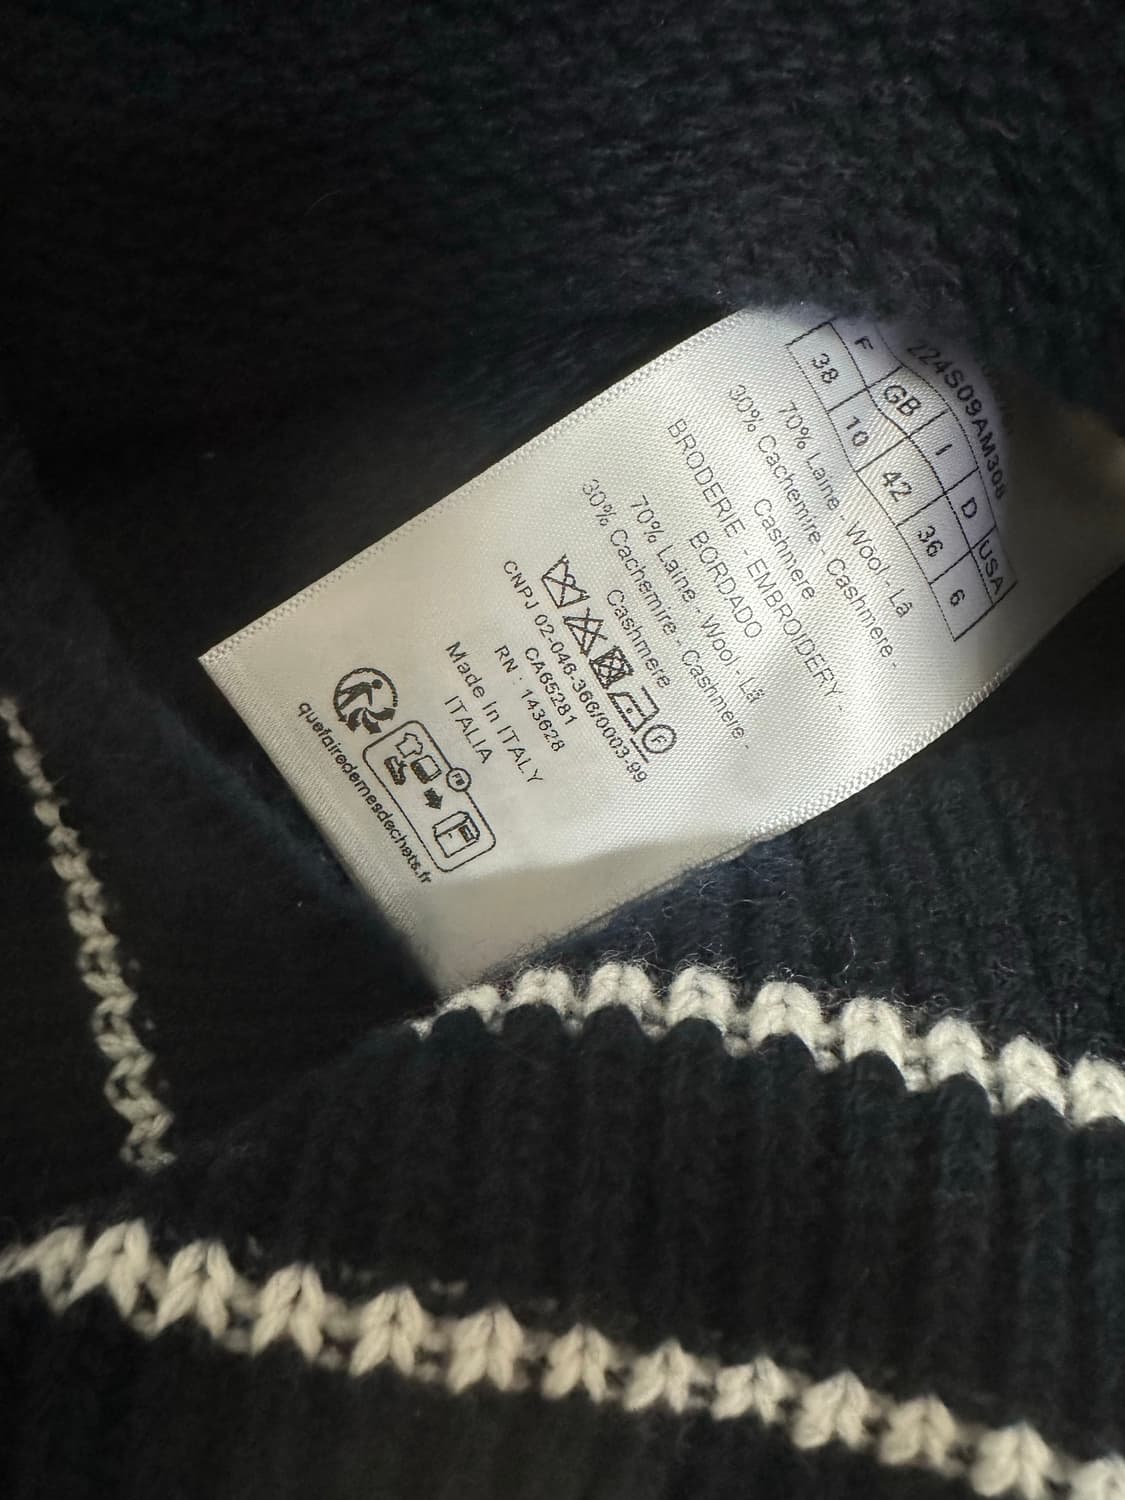 224S09AM308
F GB I D USA
38 10 42 36 6
70% Laine - Wool - Lã
30% Cachemire - Cashmere -
Cashmere
BRODERIE - EMBROIDERY -
BORDADO
70% Laine - Wool - Lã
30% Cachemire - Cashmere -
Cashmere
F
CNPJ 02-046-366/0003-99
CA65281
RN : 143628
Made In ITALY
ITALIA
quefairedemesdechets.fr